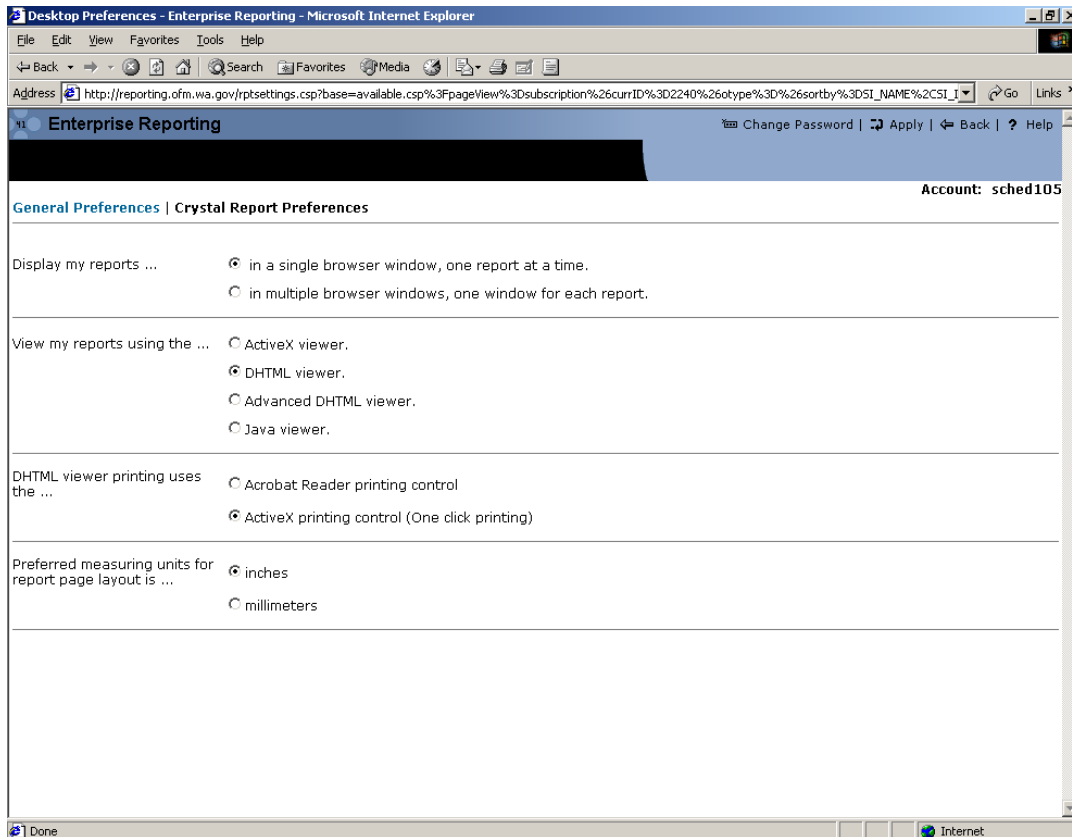 Desktop Preferences - Enterprise Reporting - Microsoft Internet Explorer
File Edit View Favorites Tools Help
Back Search Favorites Media
Address http://reporting.ofm.wa.gov/rptsettings.csp?base=available.csp%3FpageView%3Dsubscription%26currID%3D2240%26otype%3D%26sortby%3DSI_NAME%2CSI_I Go Links
Enterprise Reporting Change Password | Apply | Back | ? Help
Account: sched105
General Preferences | Crystal Report Preferences
Display my reports ... in a single browser window, one report at a time.
in multiple browser windows, one window for each report.
View my reports using the ... ActiveX viewer.
DHTML viewer.
Advanced DHTML viewer.
Java viewer.
DHTML viewer printing uses
the ...
Acrobat Reader printing control
ActiveX printing control (One click printing)
Preferred measuring units for
report page layout is ...
inches
millimeters
Done Internet